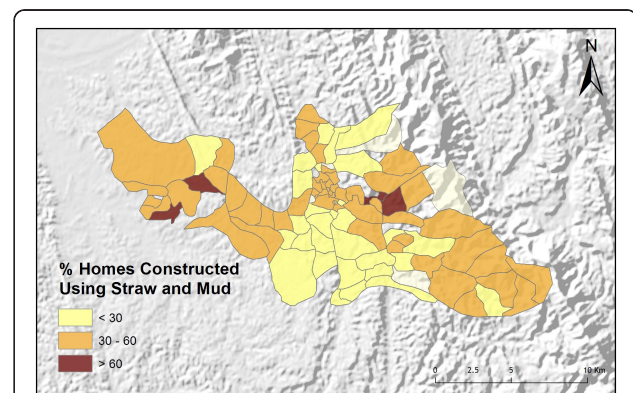 N
% Homes Constructed
Using Straw and Mud
< 30
30 - 60
> 60
0 2.5 5 10 Km